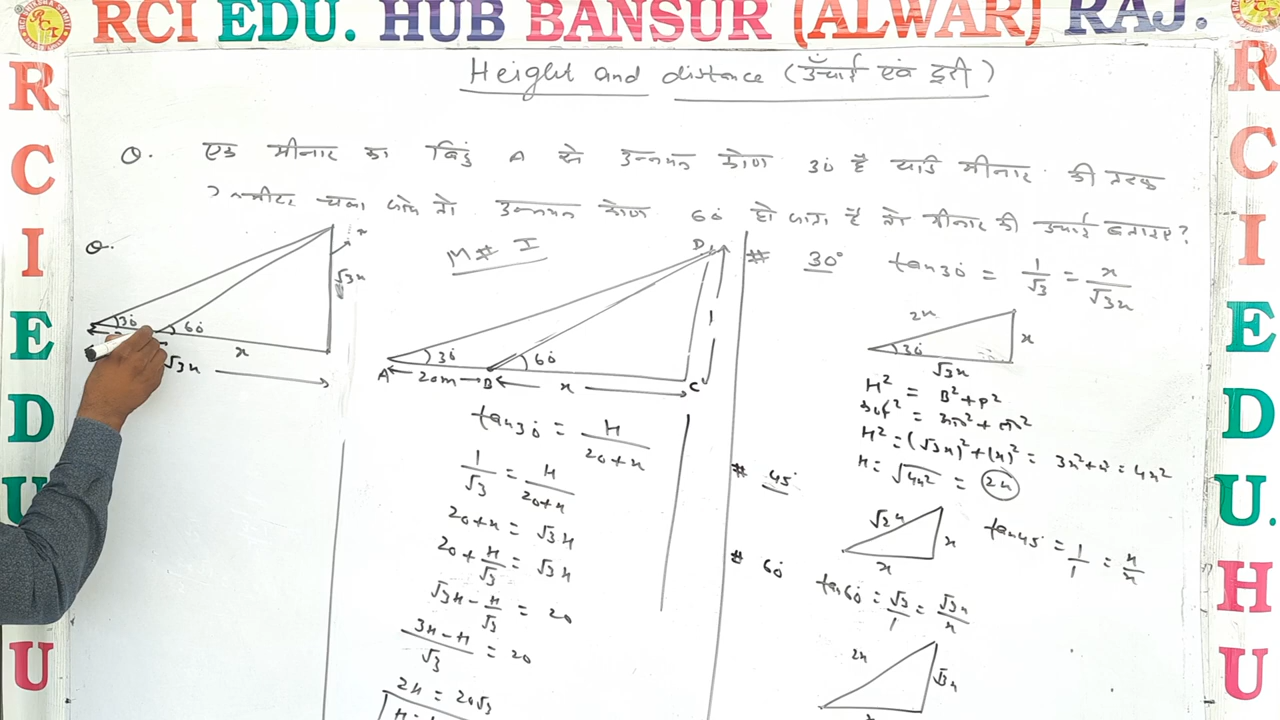 RCI EDU. HUB BANSUR (ALWAR) RAJ.
R
C
I
E
D
U
R
C
I
E
D
U.
H
U
Height and distance (ऊँचाई एवं दूरी)
Q. एक मीनार का बिंदु A से उन्नयन कोण 30 है यदि मीनार की तरफ
मीटर चला जाये तो उन्नयन कोण 60 हो जाता है तो मीनार की ऊंचाई बताइए?
Q.
30
60
x
√3x
√3x
M# I
D
30
60
A
20m
B
x
C
tan30 = H/20+x
1/√3 = H/20+x
20+x = √3H
20+H/√3 = √3H
√3H-H/√3 = 20
3H-H/√3 = 20
2H = 20√3
# 30° tan30 = 1/√3 = x/√3x
2x
30
x
√3x
H² = B²+P²
H² = (√3x)²+(x)² = 3x²+x² = 4x²
H = √4x² = 2x
# 45
√2x
x
x
tan45 = 1/1 = x/x
# 60 tan60 = √3/1 = √3x/x
2x
√3x
x